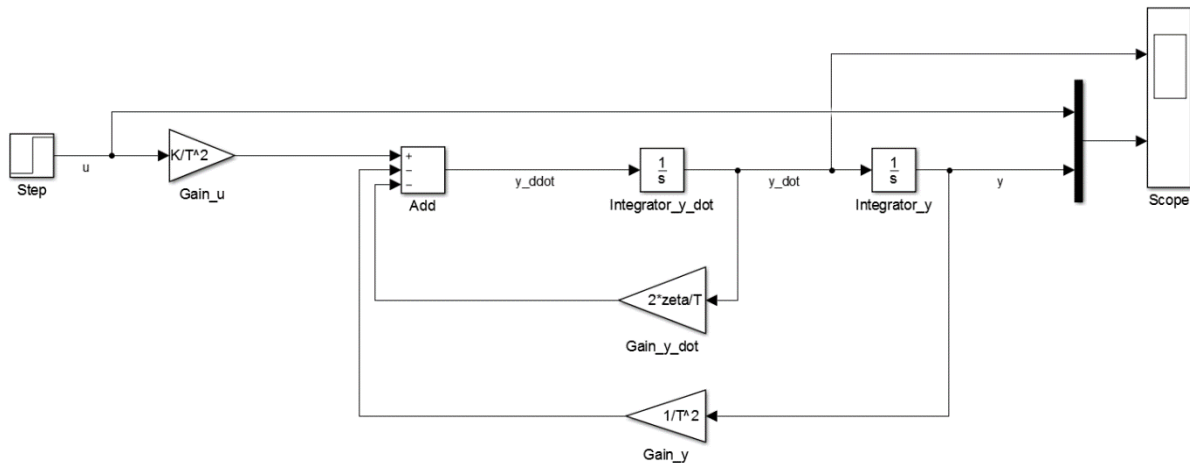 u
Step
K/T^2
Gain_u
+
−
−
Add
y_ddot
1
s
Integrator_y_dot
y_dot
1
s
Integrator_y
y
Scope
2*zeta/T
Gain_y_dot
1/T^2
Gain_y